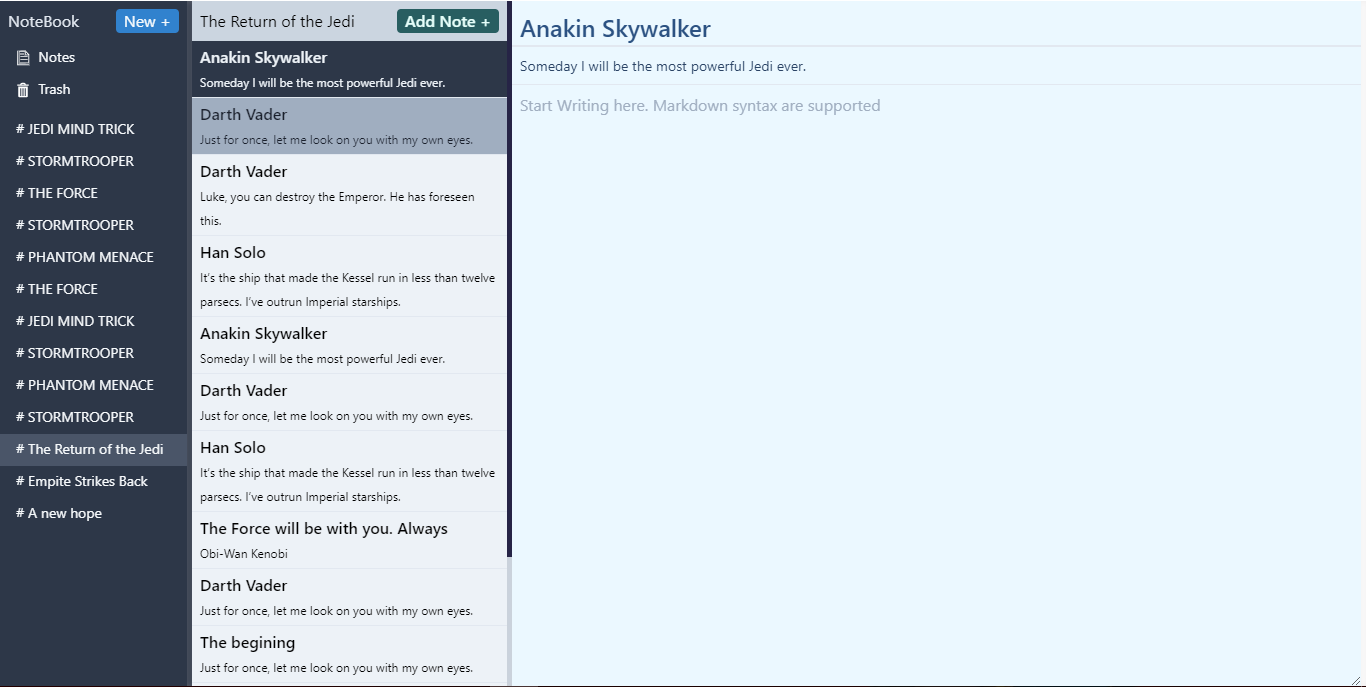 NoteBook
New +
Notes
Trash
# JEDI MIND TRICK
# STORMTROOPER
# THE FORCE
# STORMTROOPER
# PHANTOM MENACE
# THE FORCE
# JEDI MIND TRICK
# STORMTROOPER
# PHANTOM MENACE
# STORMTROOPER
# The Return of the Jedi
# Empite Strikes Back
# A new hope
The Return of the Jedi
Add Note +
Anakin Skywalker
Someday I will be the most powerful Jedi ever.
Darth Vader
Just for once, let me look on you with my own eyes.
Darth Vader
Luke, you can destroy the Emperor. He has foreseen
this.
Han Solo
It's the ship that made the Kessel run in less than twelve
parsecs. I've outrun Imperial starships.
Anakin Skywalker
Someday I will be the most powerful Jedi ever.
Darth Vader
Just for once, let me look on you with my own eyes.
Han Solo
It's the ship that made the Kessel run in less than twelve
parsecs. I've outrun Imperial starships.
The Force will be with you. Always
Obi-Wan Kenobi
Darth Vader
Just for once, let me look on you with my own eyes.
The begining
Just for once, let me look on you with my own eyes.
Anakin Skywalker
Someday I will be the most powerful Jedi ever.
Start Writing here. Markdown syntax are supported